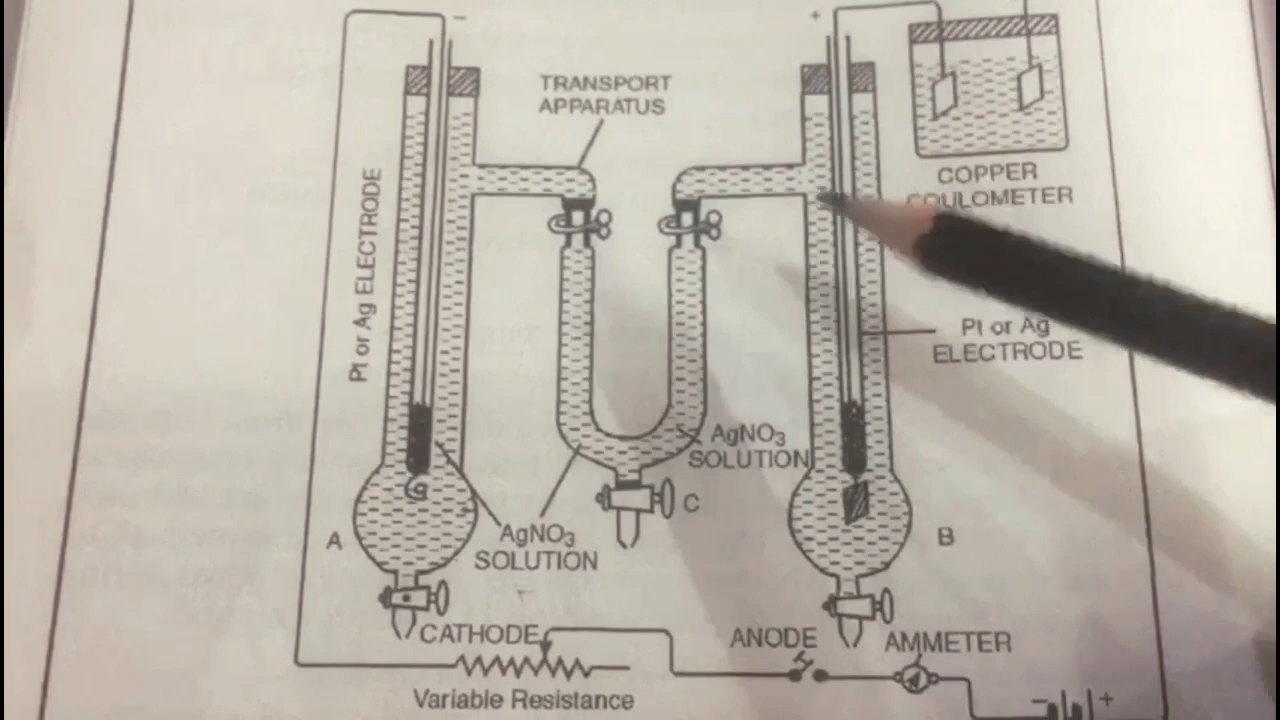 −
+
TRANSPORT
APPARATUS
COPPER
COULOMETER
Pt or Ag ELECTRODE
Pt or Ag
ELECTRODE
AgNO3
SOLUTION
C
A
AgNO3
SOLUTION
B
CATHODE
ANODE
AMMETER
Variable Resistance
− +